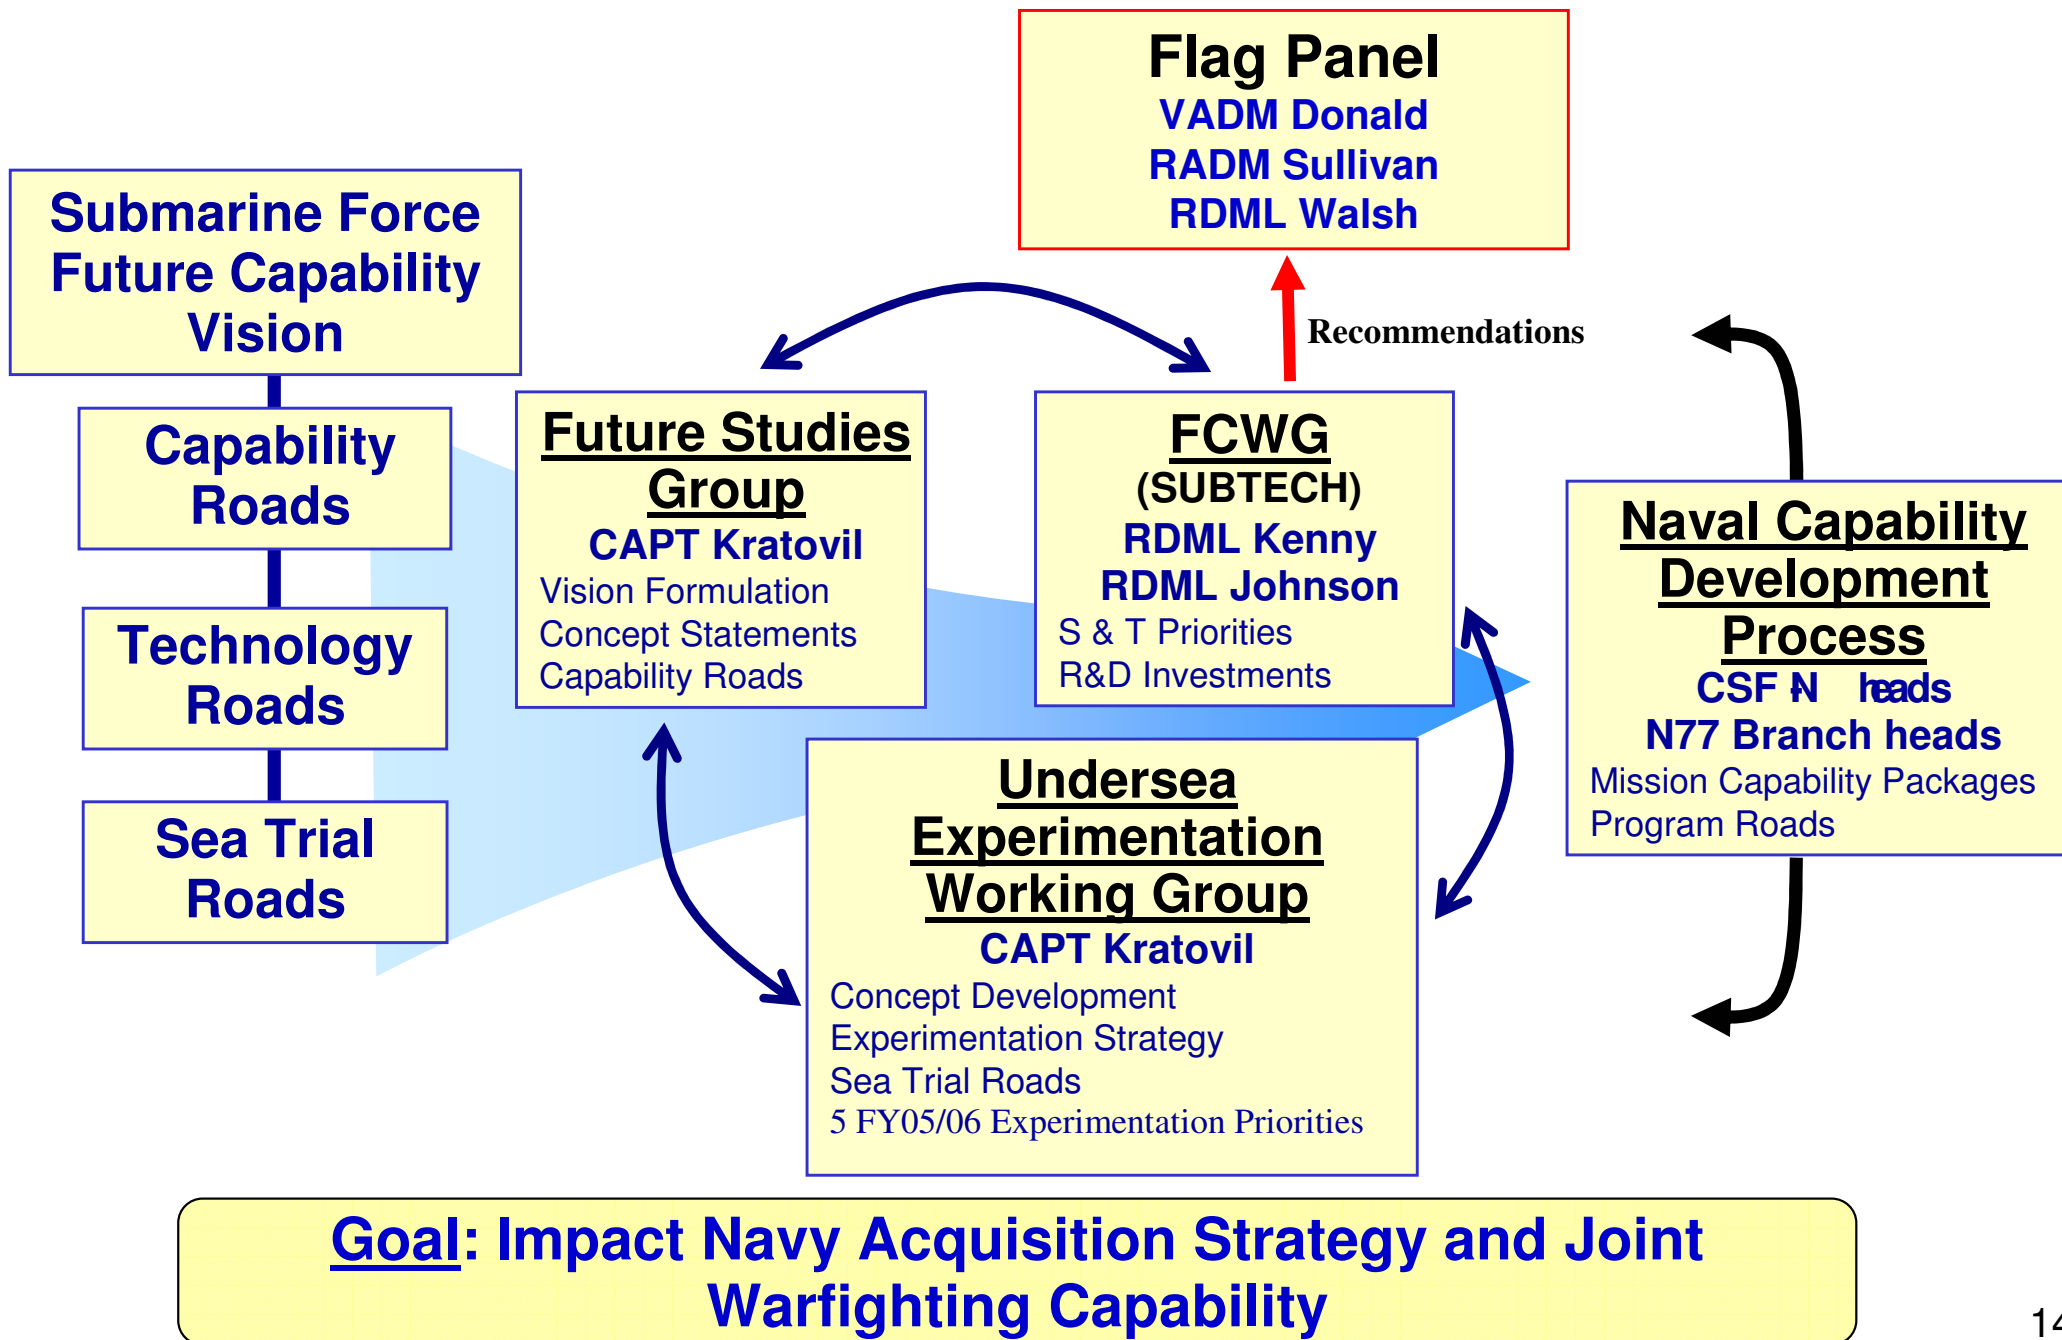 Flag Panel
VADM Donald
RADM Sullivan
RDML Walsh
Submarine Force
Future Capability
Vision
Recommendations
Capability
Roads
Technology
Roads
Sea Trial
Roads
Future Studies
Group
CAPT Kratovil
Vision Formulation
Concept Statements
Capability Roads
FCWG
(SUBTECH)
RDML Kenny
RDML Johnson
S & T Priorities
R&D Investments
Naval Capability
Development
Process
CSF N heads
N77 Branch heads
Mission Capability Packages
Program Roads
Undersea
Experimentation
Working Group
CAPT Kratovil
Concept Development
Experimentation Strategy
Sea Trial Roads
5 FY05/06 Experimentation Priorities
Goal: Impact Navy Acquisition Strategy and Joint
Warfighting Capability
14